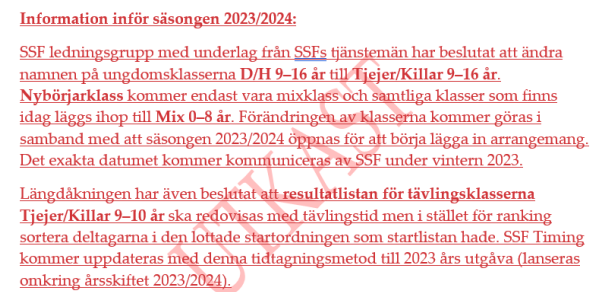 Information inför säsongen 2023/2024:
SSF ledningsgrupp med underlag från SSFs tjänstemän har beslutat att ändra
namnen på ungdomsklasserna D/H 9–16 år till Tjejer/Killar 9–16 år.
Nybörjarklass kommer endast vara mixklass och samtliga klasser som finns
idag läggs ihop till Mix 0–8 år. Förändringen av klasserna kommer göras i
samband med att säsongen 2023/2024 öppnas för att börja lägga in arrangemang.
Det exakta datumet kommer kommuniceras av SSF under vintern 2023.
Längdåkningen har även beslutat att resultatlistan för tävlingsklasserna
Tjejer/Killar 9–10 år ska redovisas med tävlingstid men i stället för ranking
sortera deltagarna i den lottade startordningen som startlistan hade. SSF Timing
kommer uppdateras med denna tidtagningsmetod till 2023 års utgåva (lanseras
omkring årsskiftet 2023/2024).
UTKAST